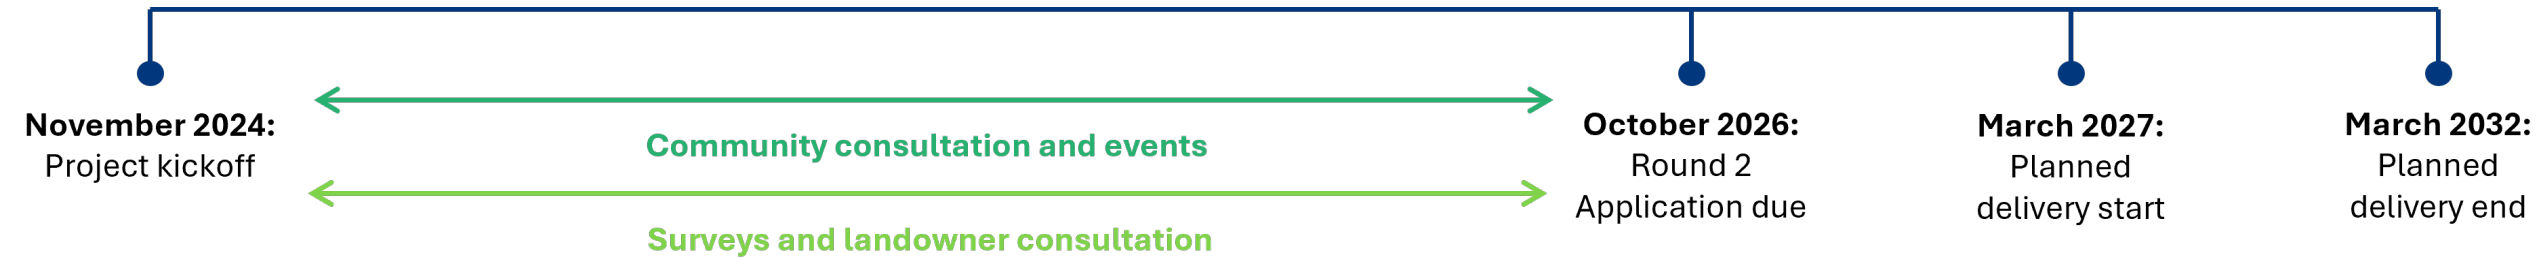 November 2024:
Project kickoff
Community consultation and events
Surveys and landowner consultation
October 2026:
Round 2
Application due
March 2027:
Planned
delivery start
March 2032:
Planned
delivery end